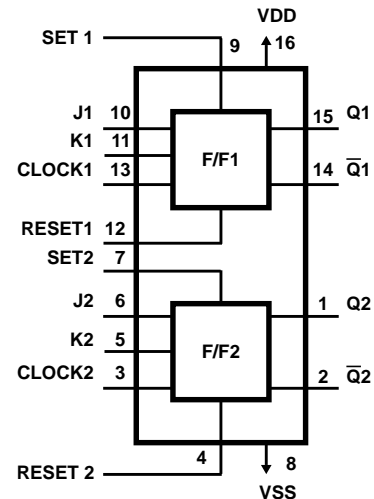 VDD
SET 1
9
16
J1 10
15 Q1
K1 11
F/F1
CLOCK1 13
14 Q̅1
RESET1 12
SET2 7
J2 6
1 Q2
K2 5
F/F2
CLOCK2 3
2 Q̅2
4
8
RESET 2
VSS